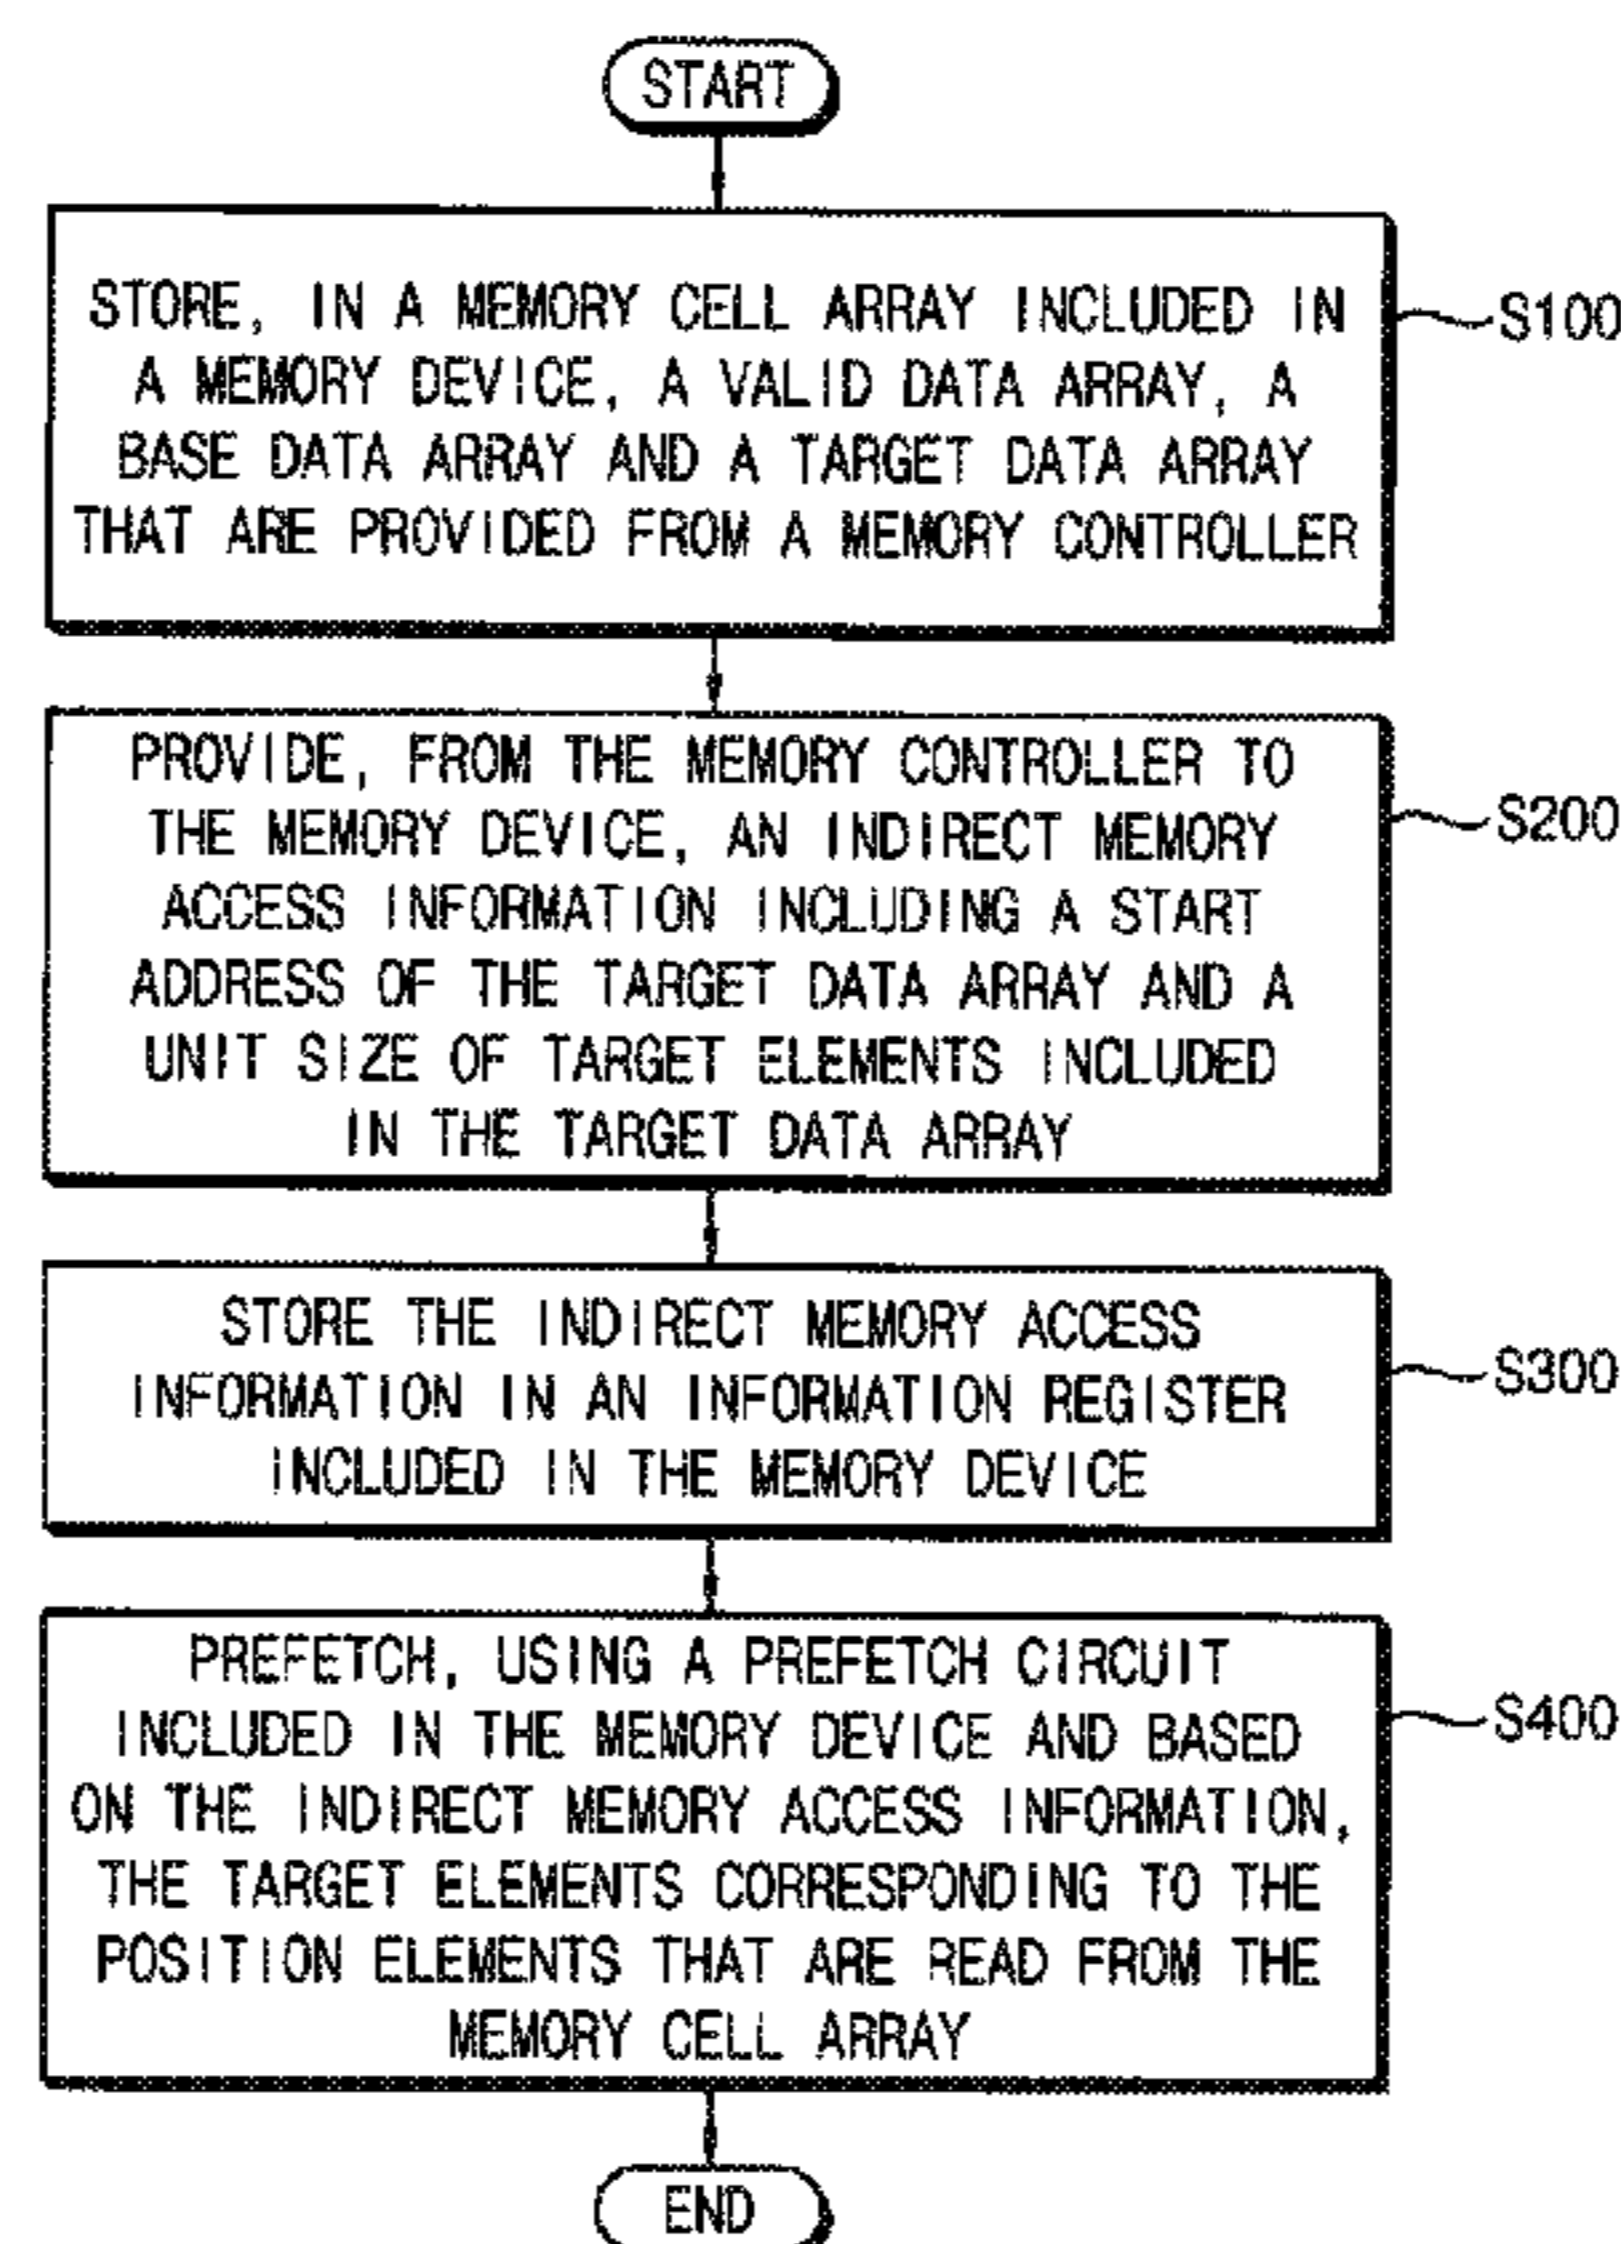 START
STORE, IN A MEMORY CELL ARRAY INCLUDED IN
A MEMORY DEVICE, A VALID DATA ARRAY, A
BASE DATA ARRAY AND A TARGET DATA ARRAY
THAT ARE PROVIDED FROM A MEMORY CONTROLLER
S100
PROVIDE, FROM THE MEMORY CONTROLLER TO
THE MEMORY DEVICE, AN INDIRECT MEMORY
ACCESS INFORMATION INCLUDING A START
ADDRESS OF THE TARGET DATA ARRAY AND A
UNIT SIZE OF TARGET ELEMENTS INCLUDED
IN THE TARGET DATA ARRAY
S200
STORE THE INDIRECT MEMORY ACCESS
INFORMATION IN AN INFORMATION REGISTER
INCLUDED IN THE MEMORY DEVICE
S300
PREFETCH, USING A PREFETCH CIRCUIT
INCLUDED IN THE MEMORY DEVICE AND BASED
ON THE INDIRECT MEMORY ACCESS INFORMATION,
THE TARGET ELEMENTS CORRESPONDING TO THE
POSITION ELEMENTS THAT ARE READ FROM THE
MEMORY CELL ARRAY
S400
END